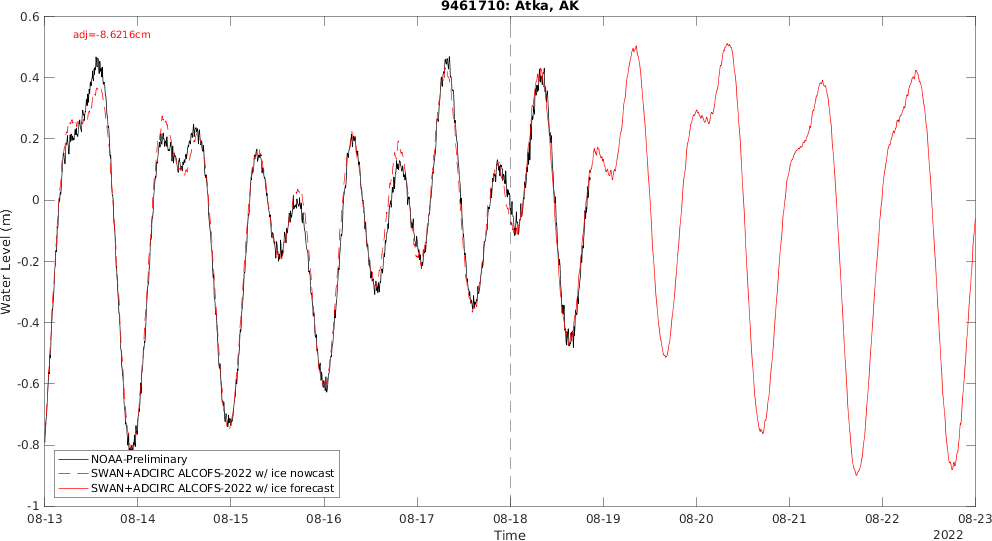 9461710: Atka, AK
adj=-8.6216cm
0.6
0.4
0.2
0
-0.2
-0.4
-0.6
-0.8
-1
Water Level (m)
NOAA-Preliminary
SWAN+ADCIRC ALCOFS-2022 w/ ice nowcast
SWAN+ADCIRC ALCOFS-2022 w/ ice forecast
08-13 08-14 08-15 08-16 08-17 08-18 08-19 08-20 08-21 08-22 08-23
Time
2022